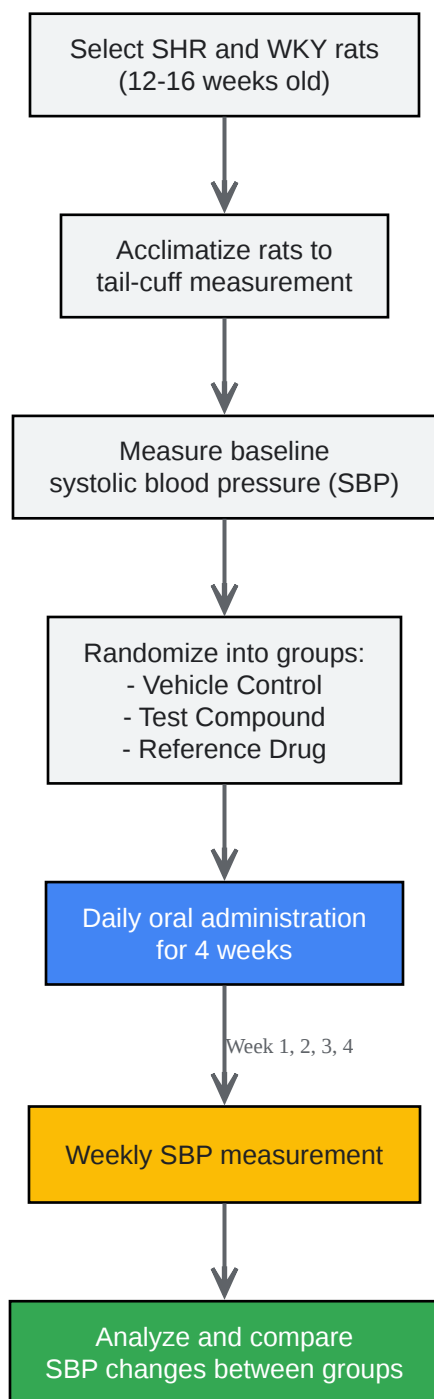 Select SHR and WKY rats
(12-16 weeks old)
Acclimatize rats to
tail-cuff measurement
Measure baseline
systolic blood pressure (SBP)
Randomize into groups:
- Vehicle Control
- Test Compound
- Reference Drug
Daily oral administration
for 4 weeks
Week 1, 2, 3, 4
Weekly SBP measurement
Analyze and compare
SBP changes between groups